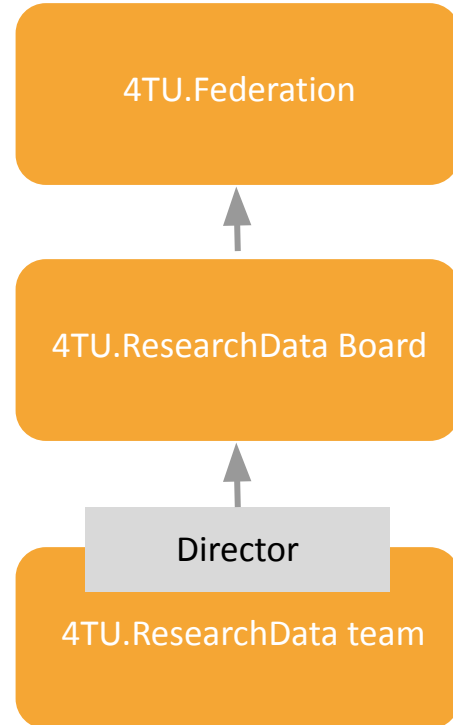 4TU.Federation
4TU.ResearchData Board
Director
4TU.ResearchData team